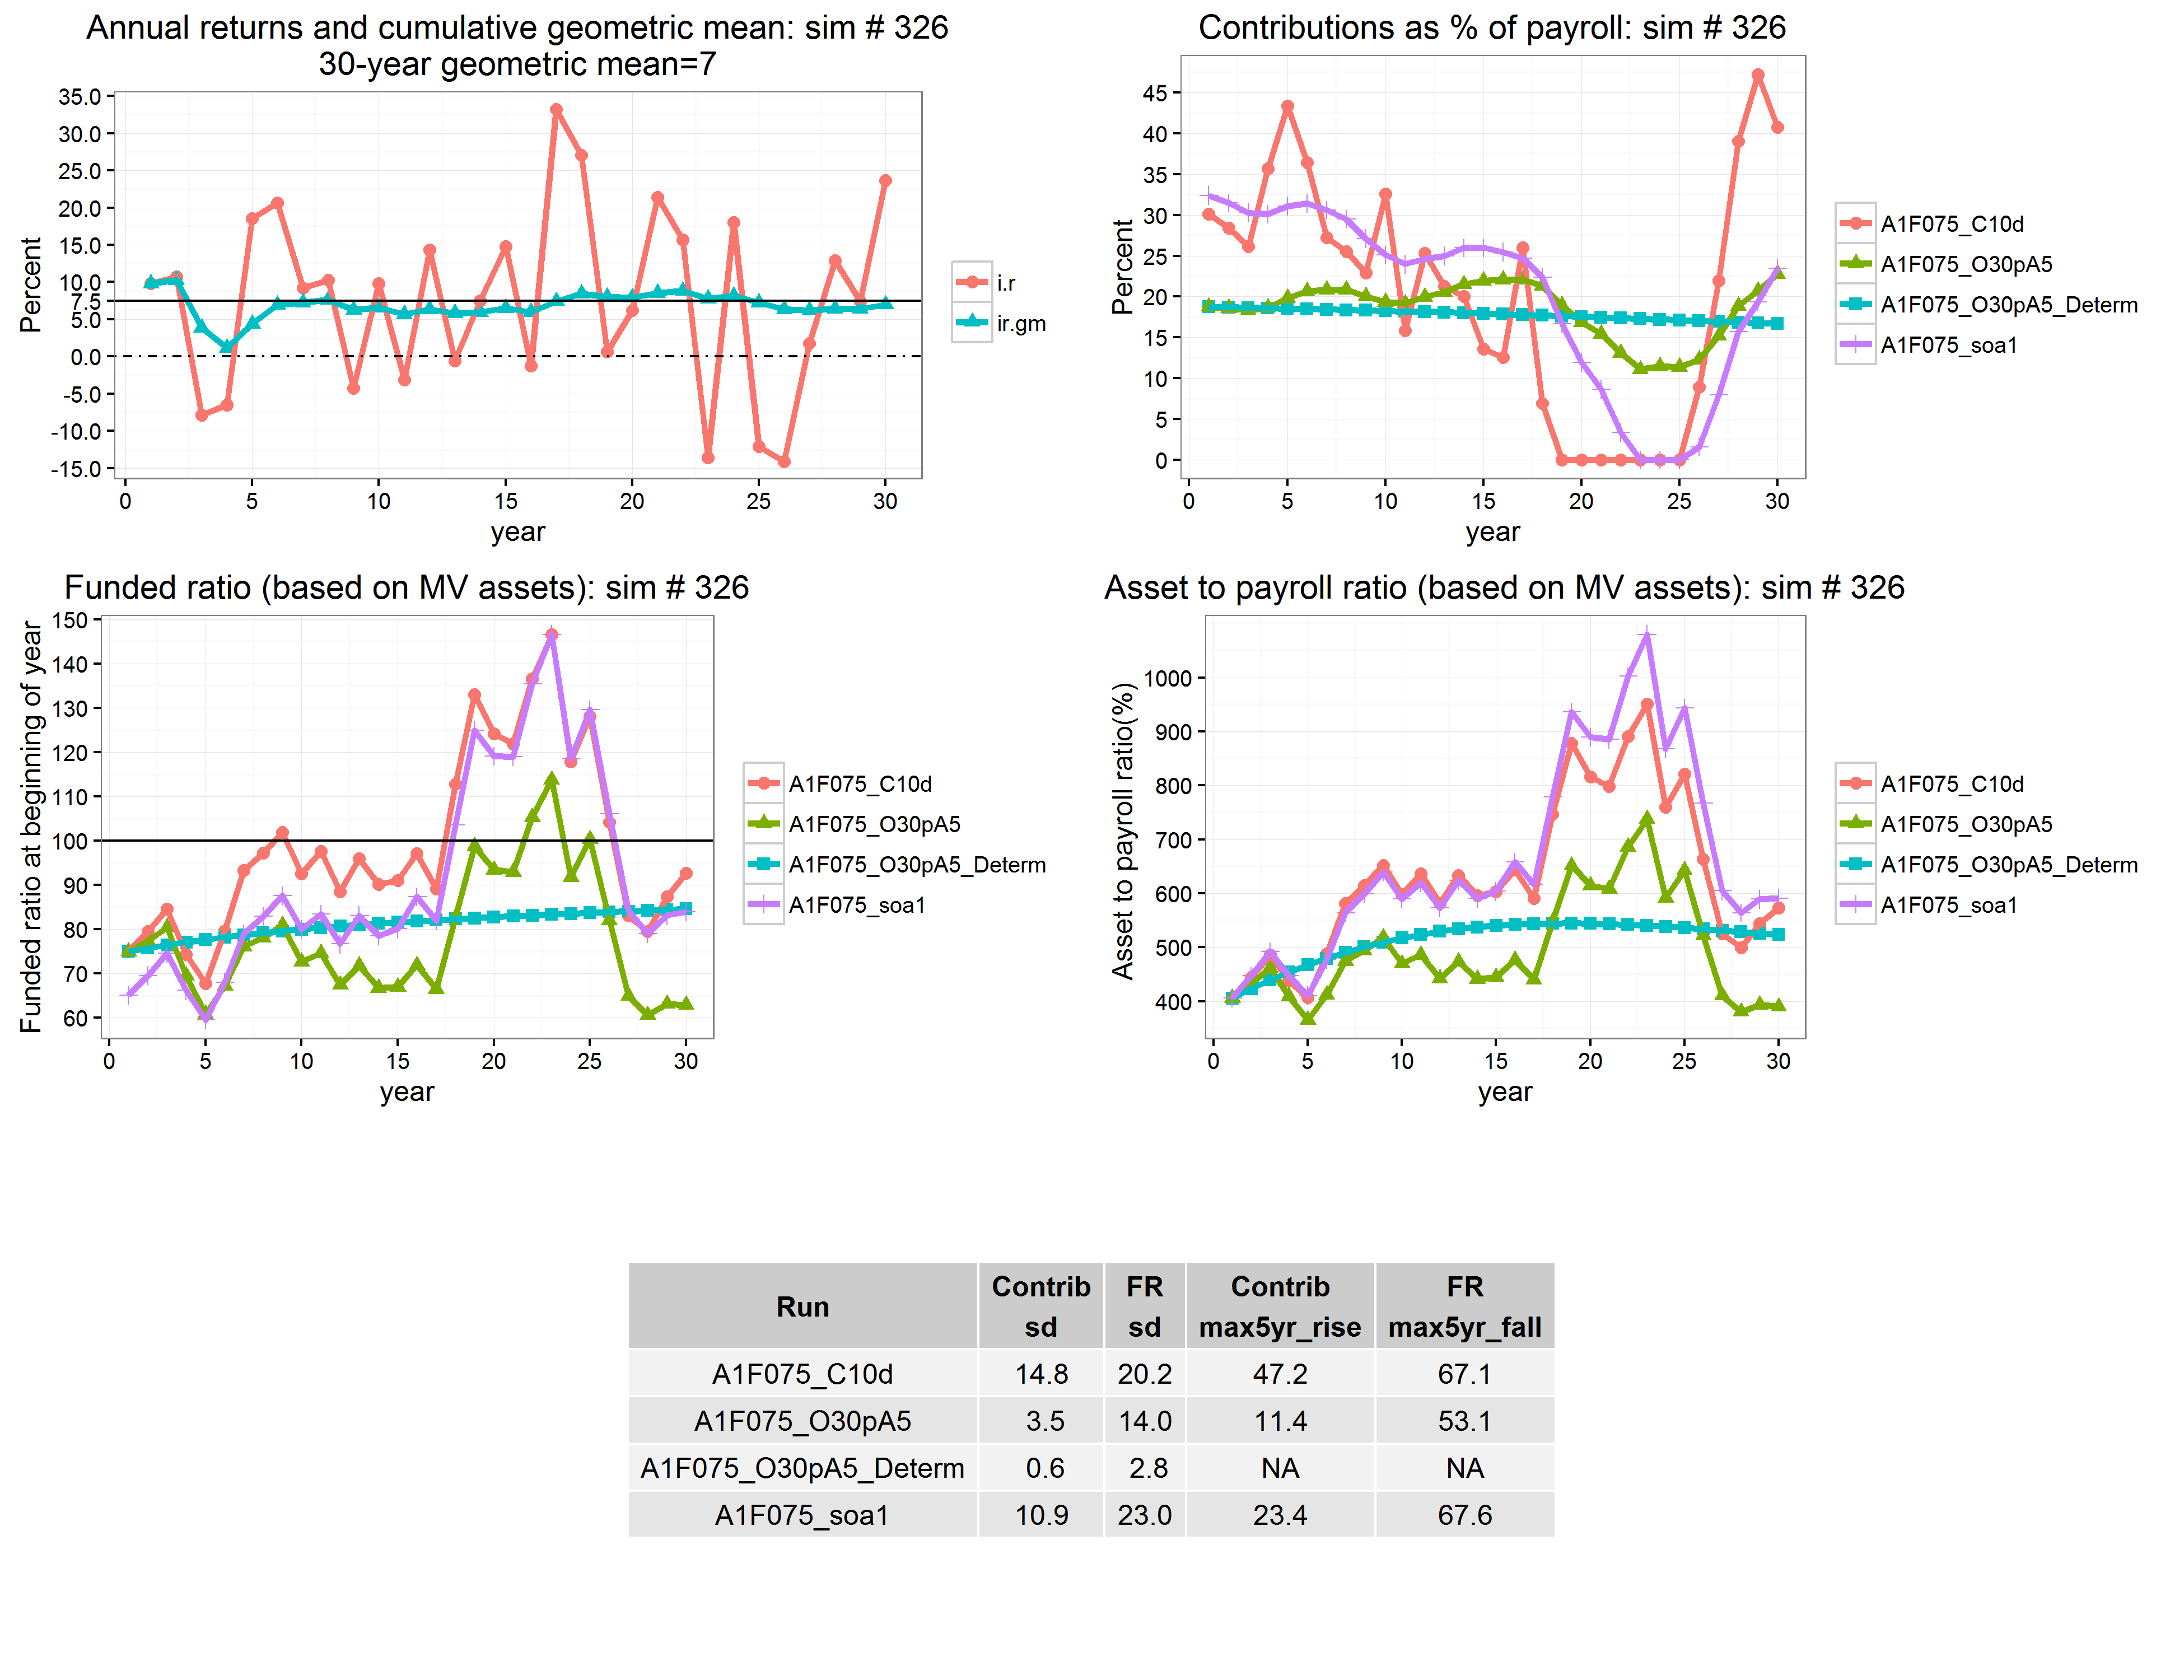 Annual returns and cumulative geometric mean: sim # 326
30-year geometric mean=7
Percent
35.0
30.0
25.0
20.0
15.0
10.0
7.5
5.0
0.0
-5.0
-10.0
-15.0
0 5 10 15 20 25 30
year
i.r
ir.gm
Contributions as % of payroll: sim # 326
Percent
45
40
35
30
25
20
15
10
5
0
0 5 10 15 20 25 30
year
A1F075_C10d
A1F075_O30pA5
A1F075_O30pA5_Determ
A1F075_soa1
Funded ratio (based on MV assets): sim # 326
Funded ratio at beginning of year
150
140
130
120
110
100
90
80
70
60
0 5 10 15 20 25 30
year
A1F075_C10d
A1F075_O30pA5
A1F075_O30pA5_Determ
A1F075_soa1
Asset to payroll ratio (based on MV assets): sim # 326
Asset to payroll ratio(%)
1000
900
800
700
600
500
400
0 5 10 15 20 25 30
year
A1F075_C10d
A1F075_O30pA5
A1F075_O30pA5_Determ
A1F075_soa1
Run Contrib sd FR sd Contrib max5yr_rise FR max5yr_fall
A1F075_C10d 14.8 20.2 47.2 67.1
A1F075_O30pA5 3.5 14.0 11.4 53.1
A1F075_O30pA5_Determ 0.6 2.8 NA NA
A1F075_soa1 10.9 23.0 23.4 67.6